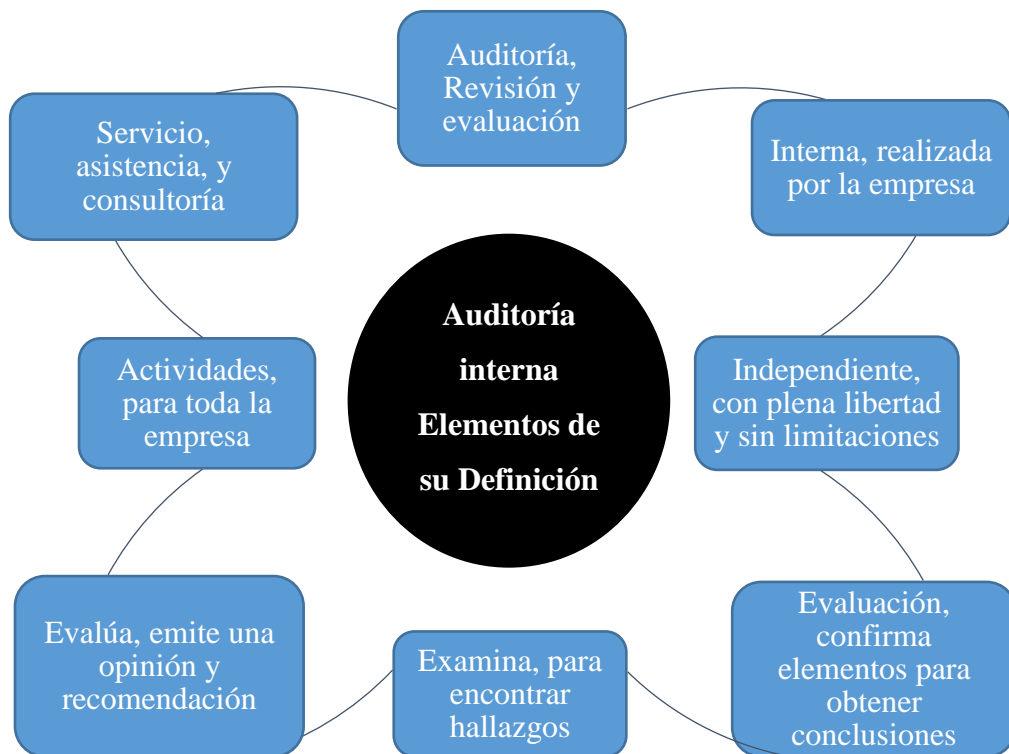 Auditoría,
Revisión y
evaluación
Interna, realizada
por la empresa
Independiente,
con plena libertad
y sin limitaciones
Evaluación,
confirma
elementos para
obtener
conclusiones
Examina, para
encontrar
hallazgos
Evalúa, emite una
opinión y
recomendación
Actividades,
para toda la
empresa
Servicio,
asistencia, y
consultoría
Auditoría
interna
Elementos de
su Definición